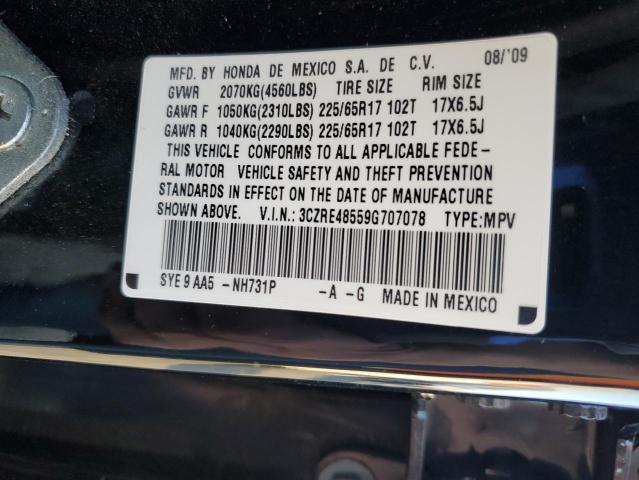 MFD. BY HONDA DE MEXICO S.A. DE C.V. 08/'09
GVWR 2070KG(4560LBS) TIRE SIZE RIM SIZE
GAWR F 1050KG(2310LBS) 225/65R17 102T 17X6.5J
GAWR R 1040KG(2290LBS) 225/65R17 102T 17X6.5J
THIS VEHICLE CONFORMS TO ALL APPLICABLE FEDE-
RAL MOTOR VEHICLE SAFETY AND THEFT PREVENTION
STANDARDS IN EFFECT ON THE DATE OF MANUFACTURE
SHOWN ABOVE. V.I.N.: 3CZRE48559G707078 TYPE:MPV
SYE 9 AA5 -NH731P -A -G MADE IN MEXICO